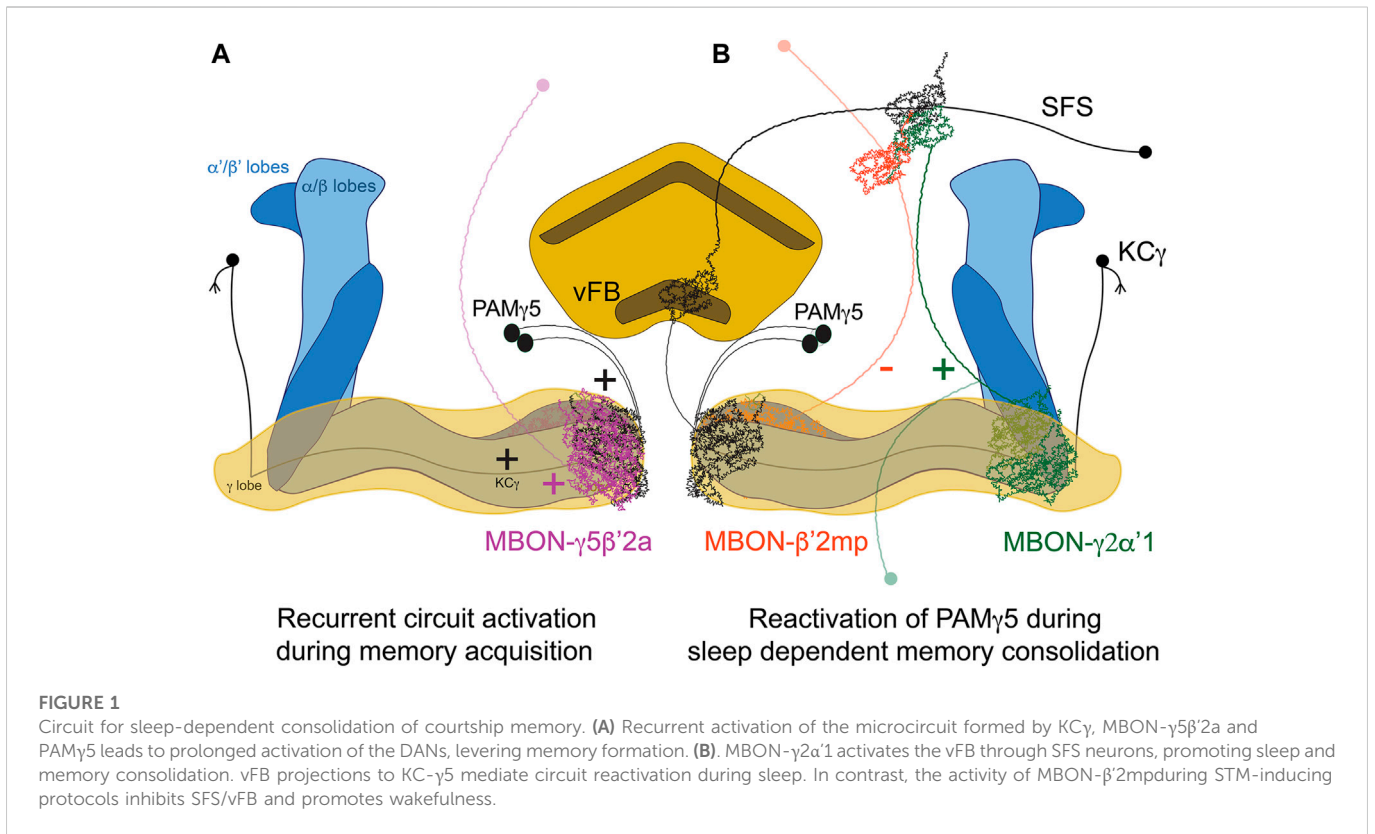 A
B
SFS
α'/β' lobes
α/β lobes
KCγ
vFB
PAMγ5
PAMγ5
+
-
+
+
KCγ
+
γ lobe
MBON-γ5β'2a
MBON-β'2mp
MBON-γ2α'1
Recurrent circuit activation
during memory acquisition
Reactivation of PAMγ5 during
sleep dependent memory consolidation
FIGURE 1
Circuit for sleep-dependent consolidation of courtship memory. (A) Recurrent activation of the microcircuit formed by KCγ, MBON-γ5β'2a and
PAMγ5 leads to prolonged activation of the DANs, levering memory formation. (B). MBON-γ2α'1 activates the vFB through SFS neurons, promoting sleep and
memory consolidation. vFB projections to KC-γ5 mediate circuit reactivation during sleep. In contrast, the activity of MBON-β'2mpduring STM-inducing
protocols inhibits SFS/vFB and promotes wakefulness.